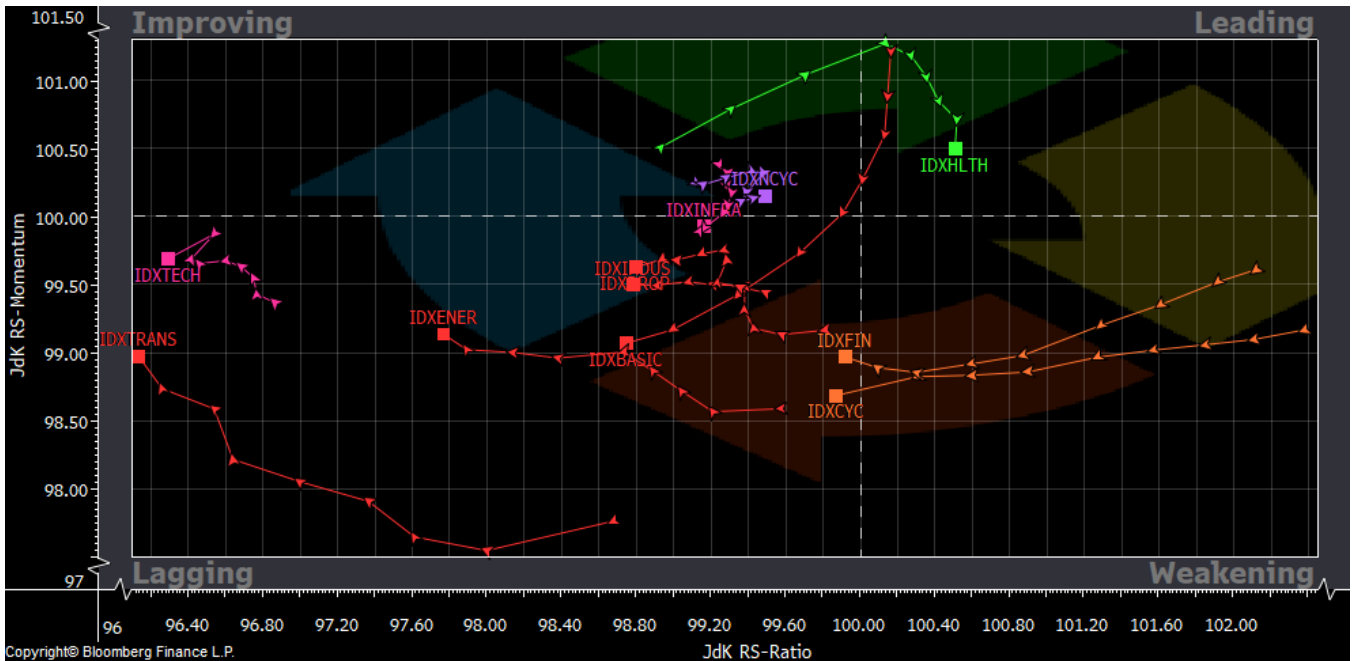 101.50
Improving
Leading
101.00
100.50
IDXHLTH
IDXNCYC
IDXINFRA
100.00
IDXTECH
IDXINDUS
IDXPROP
99.50
IDXENER
IDXTRANS
IDXFIN
99.00
IDXBASIC
98.50
IDXCYC
98.00
JdK RS-Momentum
Lagging
Weakening
97
96
96.40
96.80
97.20
97.60
98.00
98.40
98.80
99.20
99.60
100.00
100.40
100.80
101.20
101.60
102.00
Copyright© Bloomberg Finance L.P.
JdK RS-Ratio